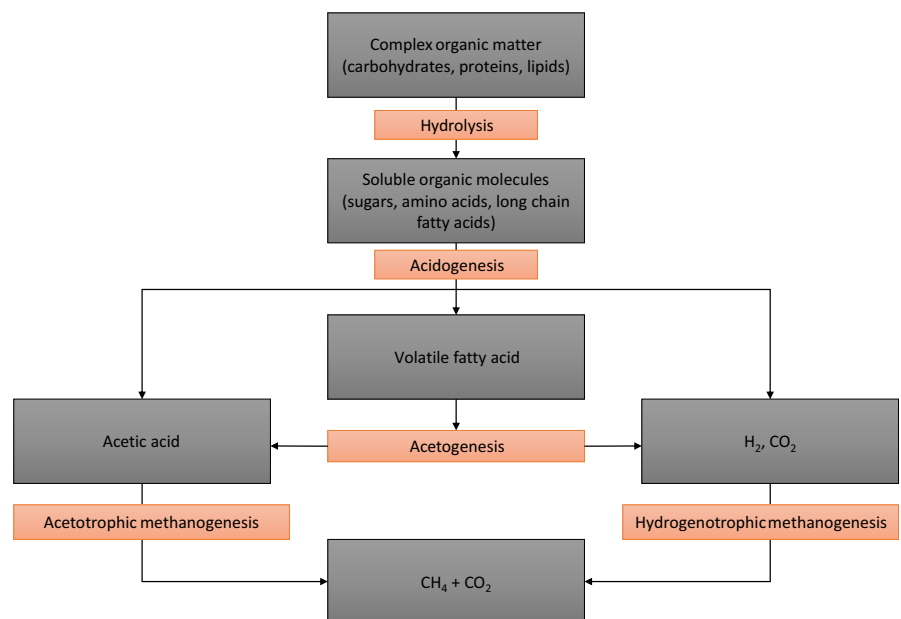 Complex organic matter
(carbohydrates, proteins, lipids)
Hydrolysis
Soluble organic molecules
(sugars, amino acids, long chain
fatty acids)
Acidogenesis
Volatile fatty acid
Acetic acid
Acetogenesis
H₂, CO₂
Acetotrophic methanogenesis
Hydrogenotrophic methanogenesis
CH₄ + CO₂